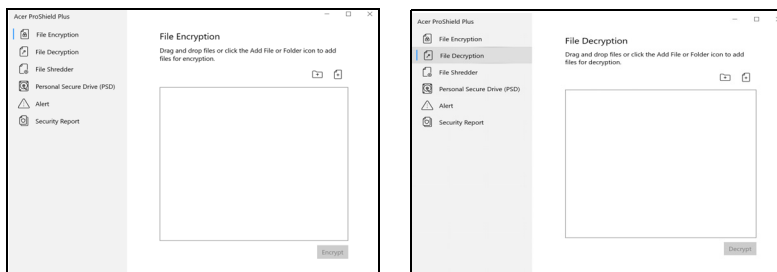 Acer ProShield Plus
File Encryption
File Decryption
File Shredder
Personal Secure Drive (PSD)
Alert
Security Report
File Encryption
Drag and drop files or click the Add File or Folder icon to add
files for encryption.
Encrypt
Acer ProShield Plus
File Encryption
File Decryption
File Shredder
Personal Secure Drive (PSD)
Alert
Security Report
File Decryption
Drag and drop files or click the Add File or Folder icon to add
files for decryption.
Decrypt